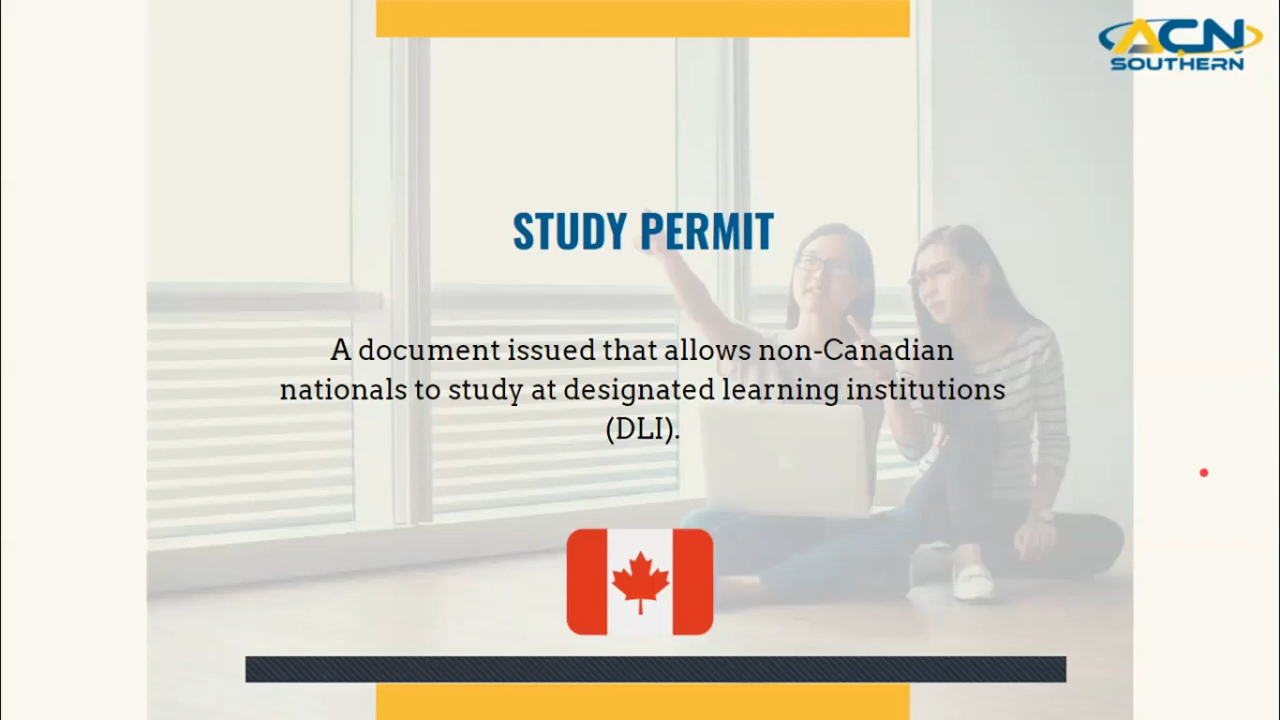 ACN
SOUTHERN
STUDY PERMIT
A document issued that allows non-Canadian
nationals to study at designated learning institutions
(DLI).